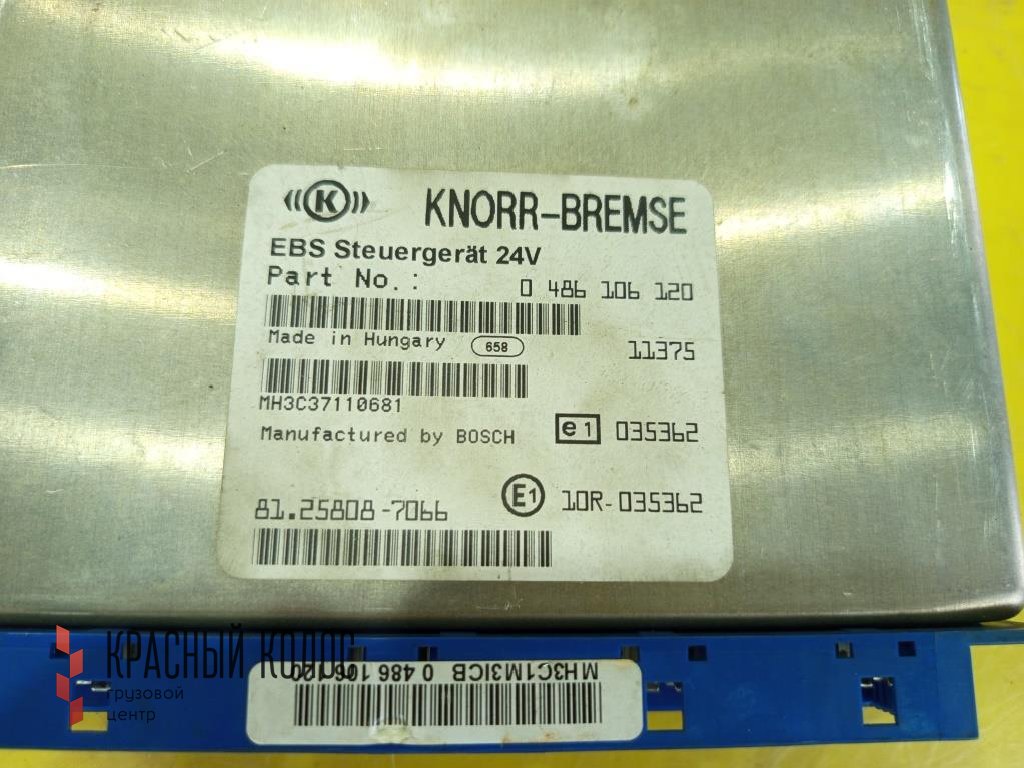 K KNORR-BREMSE
EBS Steuergerät 24V
Part No.: 0 486 106 120
Made in Hungary 658 11375
MH3C37110681
Manufactured by BOSCH e1 035362
81.25808-7066 E1 10R-035362
КРАСНЫЙ КОЛОС
грузовой
центр
MH3C1M3ICB 0 486 106 120